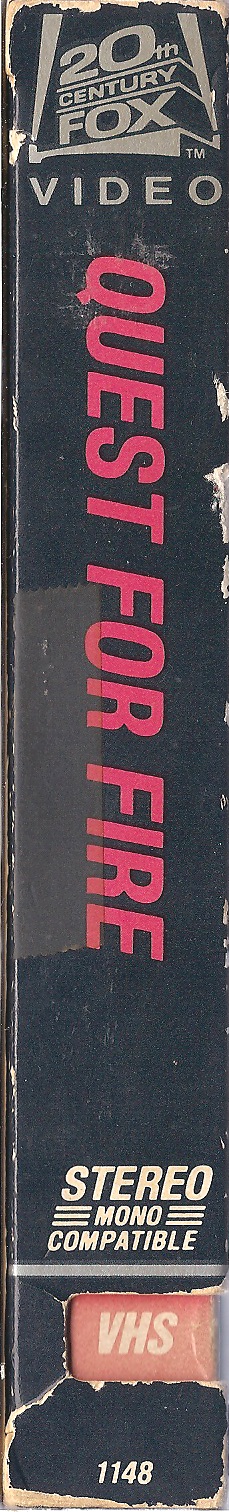 20th
CENTURY
FOX
TM
VIDEO
QUEST FOR FIRE
STEREO
MONO
COMPATIBLE
VHS
1148